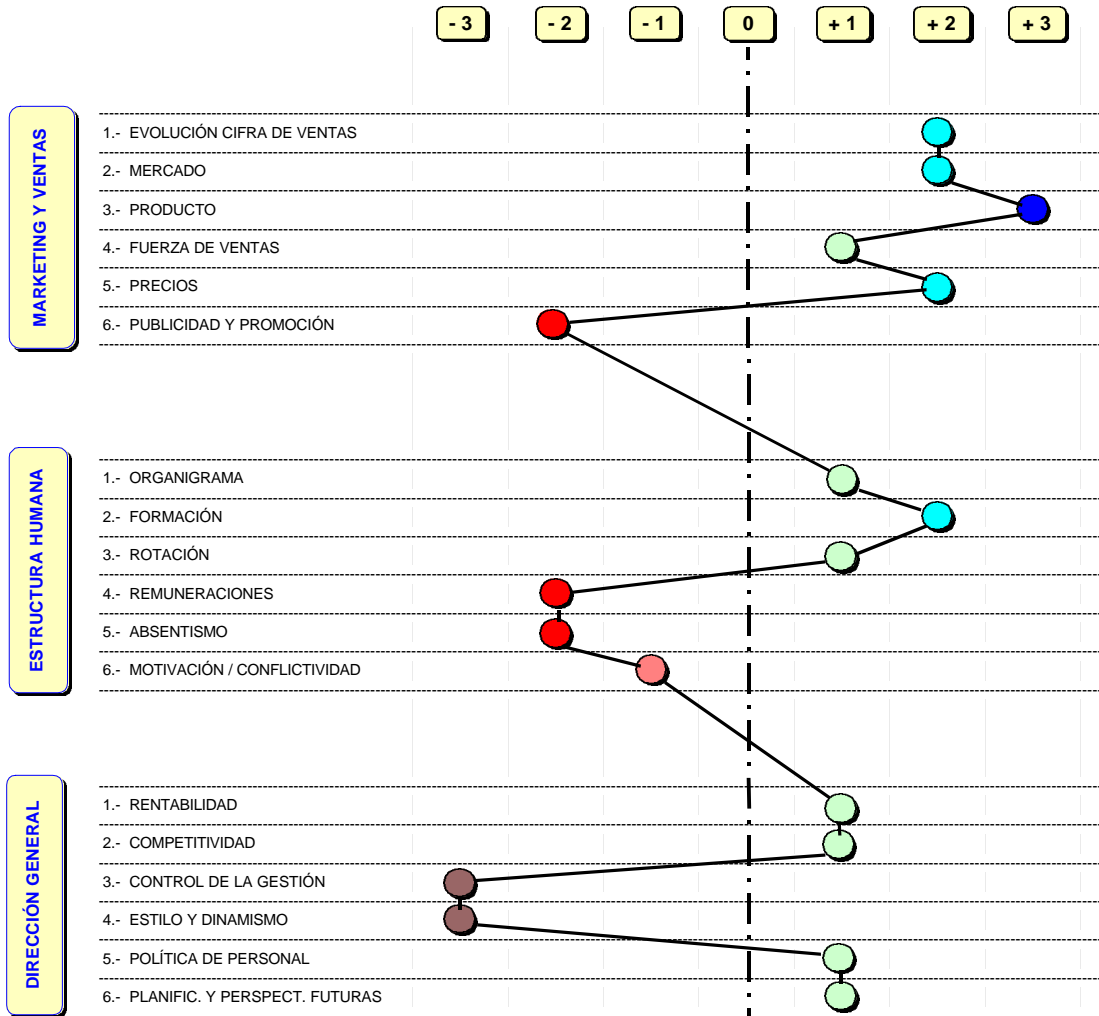 - 3 - 2 - 1 0 + 1 + 2 + 3
MARKETING Y VENTAS
1.- EVOLUCIÓN CIFRA DE VENTAS
2.- MERCADO
3.- PRODUCTO
4.- FUERZA DE VENTAS
5.- PRECIOS
6.- PUBLICIDAD Y PROMOCIÓN
ESTRUCTURA HUMANA
1.- ORGANIGRAMA
2.- FORMACIÓN
3.- ROTACIÓN
4.- REMUNERACIONES
5.- ABSENTISMO
6.- MOTIVACIÓN / CONFLICTIVIDAD
DIRECCIÓN GENERAL
1.- RENTABILIDAD
2.- COMPETITIVIDAD
3.- CONTROL DE LA GESTIÓN
4.- ESTILO Y DINAMISMO
5.- POLÍTICA DE PERSONAL
6.- PLANIFIC. Y PERSPECT. FUTURAS